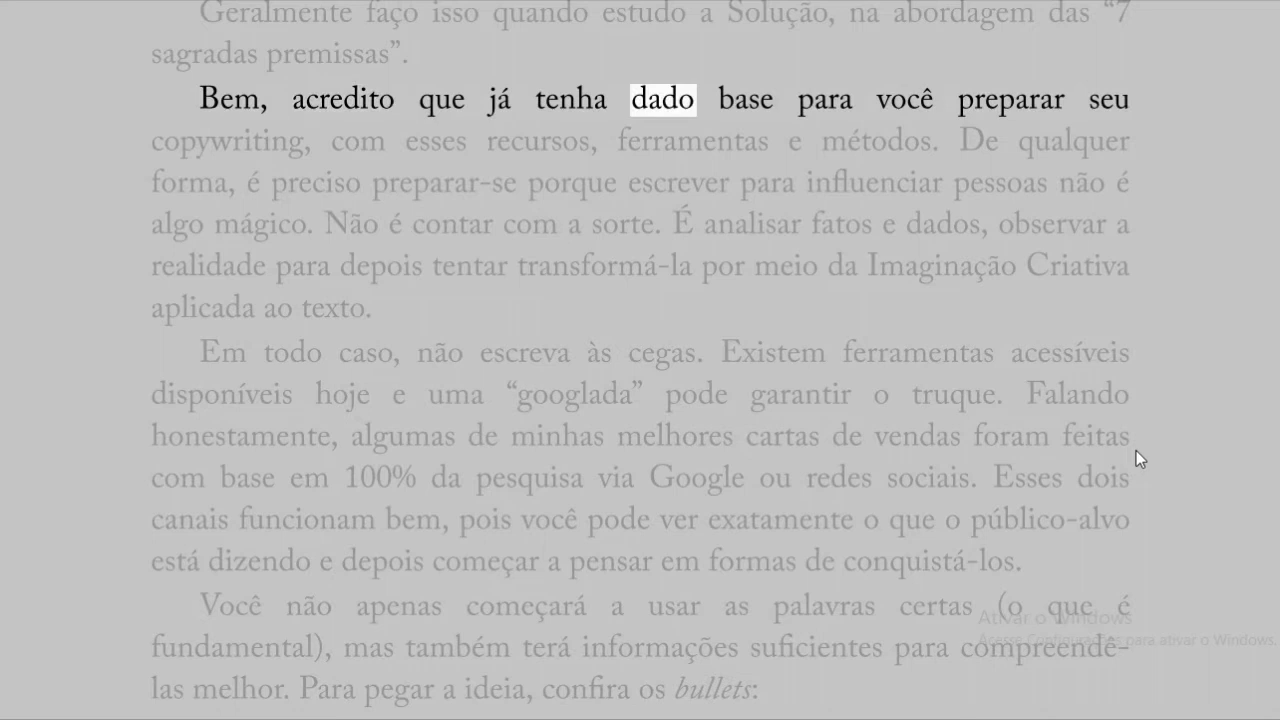 Geralmente faço isso quando estudo a Solução, na abordagem das “7
sagradas premissas”.
Bem, acredito que já tenha dado base para você preparar seu
copywriting, com esses recursos, ferramentas e métodos. De qualquer
forma, é preciso preparar-se porque escrever para influenciar pessoas não é
algo mágico. Não é contar com a sorte. É analisar fatos e dados, observar a
realidade para depois tentar transformá-la por meio da Imaginação Criativa
aplicada ao texto.
Em todo caso, não escreva às cegas. Existem ferramentas acessíveis
disponíveis hoje e uma “googlada” pode garantir o truque. Falando
honestamente, algumas de minhas melhores cartas de vendas foram feitas
com base em 100% da pesquisa via Google ou redes sociais. Esses dois
canais funcionam bem, pois você pode ver exatamente o que o público-alvo
está dizendo e depois começar a pensar em formas de conquistá-los.
Você não apenas começará a usar as palavras certas (o que é
fundamental), mas também terá informações suficientes para compreendê-
las melhor. Para pegar a ideia, confira os bullets:
Ativar o Windows
Acesse Configurações para ativar o Windows.